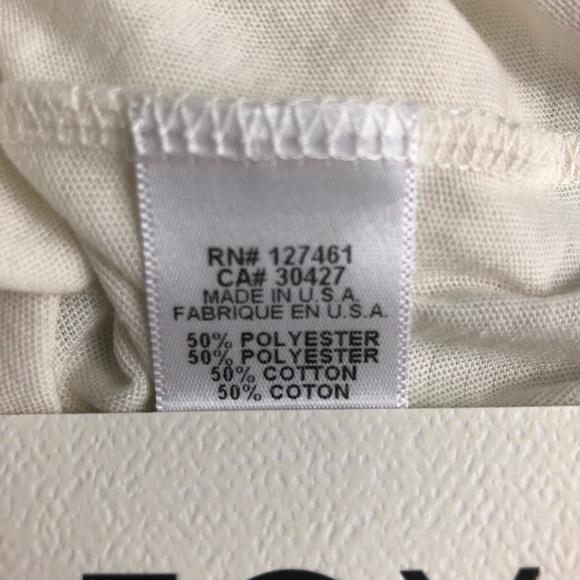 RN# 127461
CA# 30427
MADE IN U.S.A.
FABRIQUE EN U.S.A.
50% POLYESTER
50% POLYESTER
50% COTTON
50% COTON